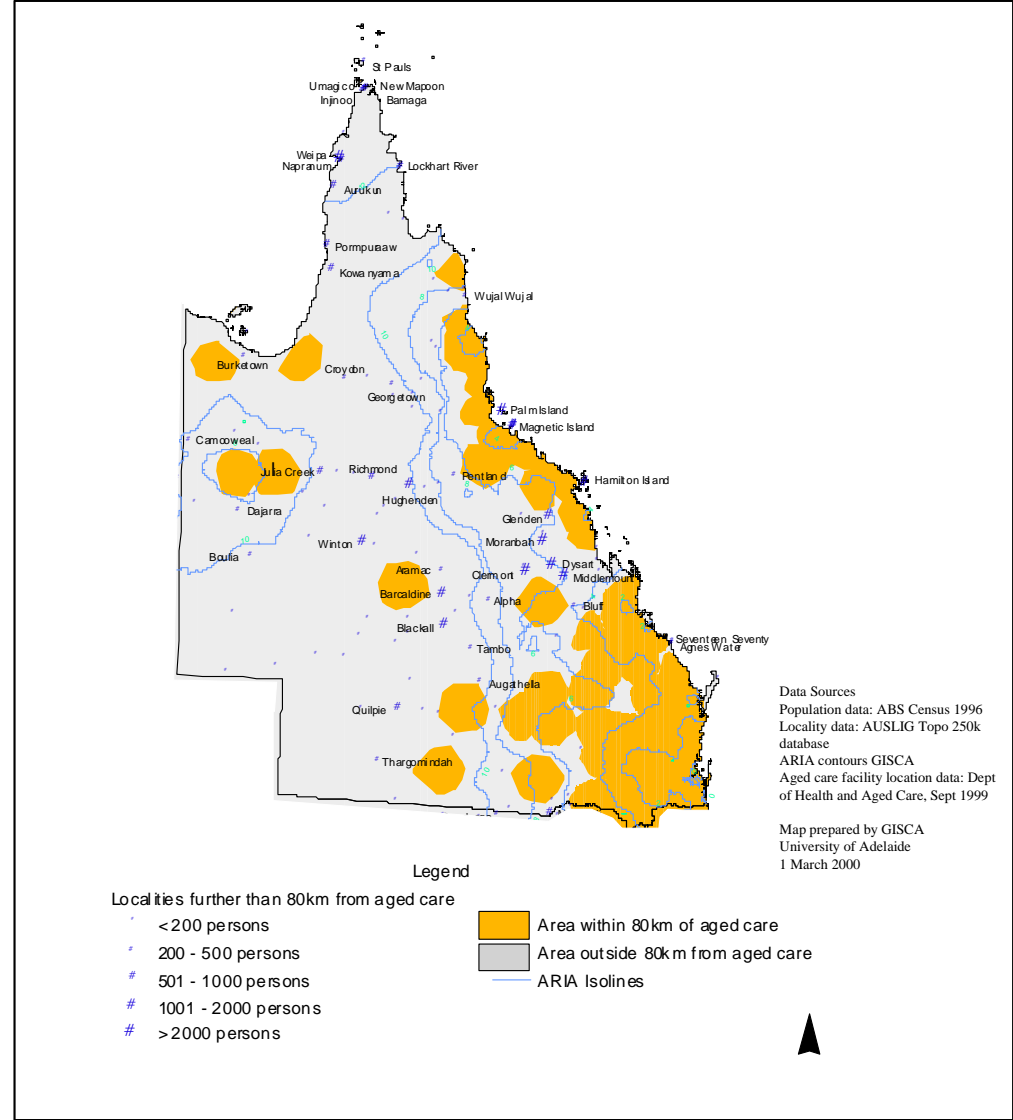 St Pauls
Umagico
New Mapoon
Injinoo
Bamaga
Weipa
Napranum
Lockhart River
Aurukun
Pormpuraaw
Kowanyama
Wujal Wujal
Burketown
Croydon
Georgetown
Palm Island
Magnetic Island
Camooweal
Julia Creek
Richmond
Pentland
Hamilton Island
Hughenden
Dajarra
Glenden
Winton
Moranbah
Boulia
Aramac
Clermont
Dysart
Middlemount
Barcaldine
Alpha
Bluff
Blackall
Tambo
Seventeen Seventy
Agnes Water
Augathella
Quilpie
Thargomindah
10
10
10
10
Data Sources
Population data: ABS Census 1996
Locality data: AUSLIG Topo 250k
database
ARIA contours GISCA
Aged care facility location data: Dept
of Health and Aged Care, Sept 1999
Map prepared by GISCA
University of Adelaide
1 March 2000
Legend
Localities further than 80km from aged care
' < 200 persons
# 200 - 500 persons
# 501 - 1000 persons
# 1001 - 2000 persons
# > 2000 persons
Area within 80km of aged care
Area outside 80km from aged care
ARIA Isolines